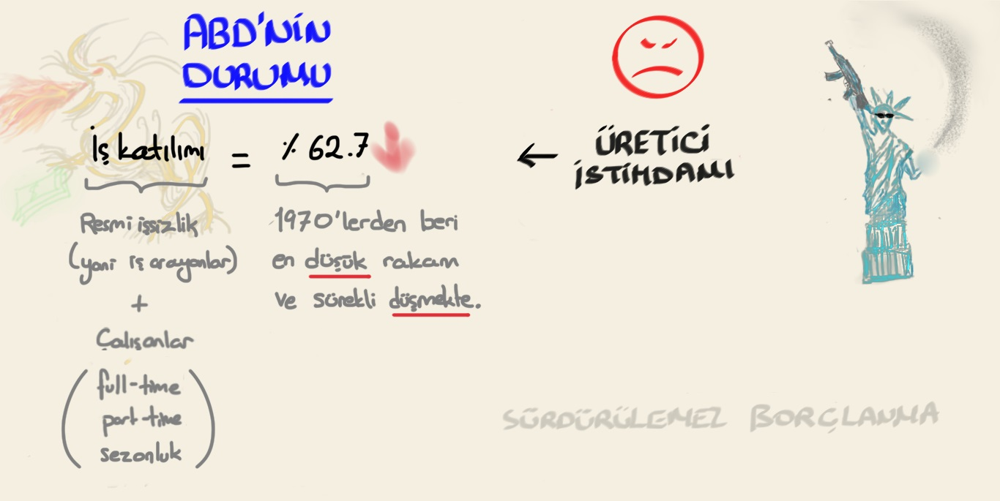 ABD'NİN
DURUMU
İş katılımı = % 62.7 ← ÜRETİCİ
İSTİHDAMI
Resmi işsizlik
(yani iş arayanlar)
+
Çalışanlar
(full-time
part-time
sezonluk)
1970'lerden beri
en düşük rakam
ve sürekli düşmekte.
SÜRDÜRÜLEMEZ BORÇLANMA